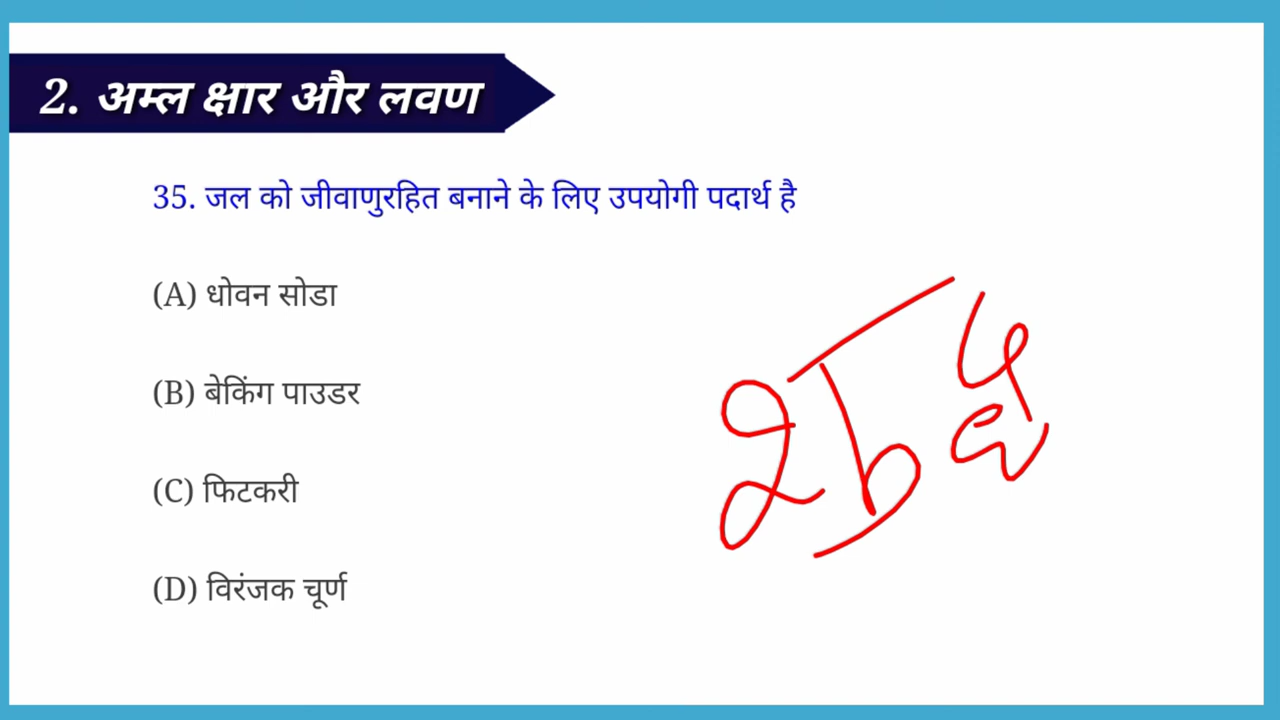 2. अम्ल क्षार और लवण
35. जल को जीवाणुरहित बनाने के लिए उपयोगी पदार्थ है
(A) धोवन सोडा
(B) बेकिंग पाउडर
(C) फिटकरी
(D) विरंजक चूर्ण